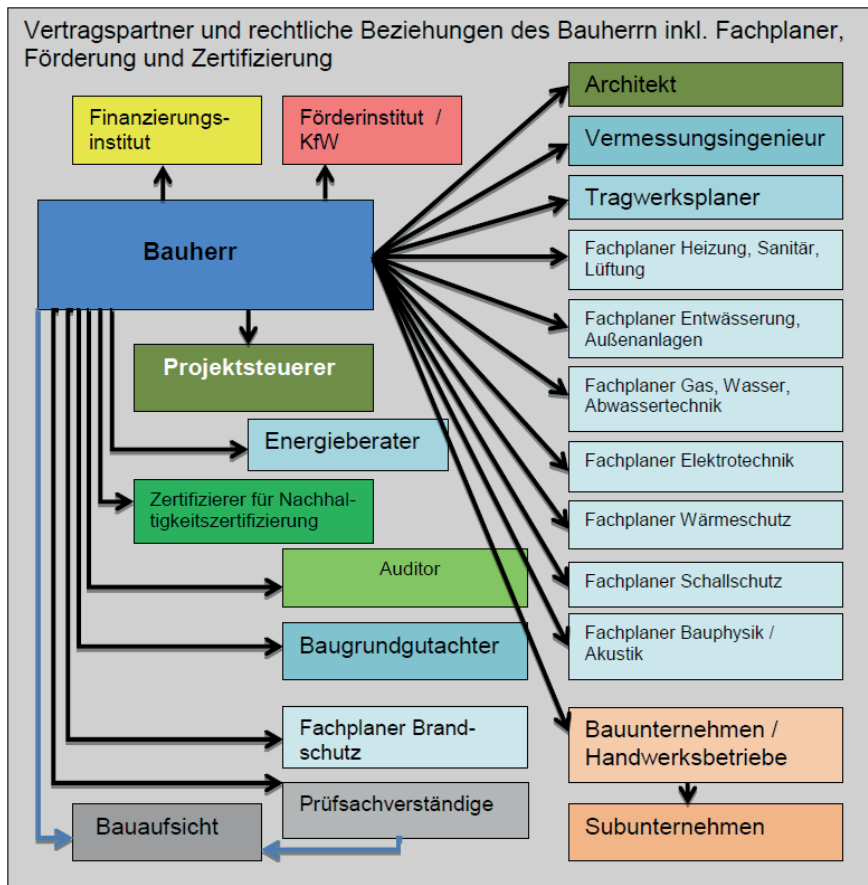 Vertragspartner und rechtliche Beziehungen des Bauherrn inkl. Fachplaner,
Förderung und Zertifizierung
Finanzierungs-
institut
Förderinstitut /
KfW
Bauherr
Projektsteuerer
Energieberater
Zertifizierer für Nachhal-
tigkeitszertifizierung
Auditor
Baugrundgutachter
Fachplaner Brand-
schutz
Prüfsachverständige
Bauaufsicht
Architekt
Vermessungsingenieur
Tragwerksplaner
Fachplaner Heizung, Sanitär,
Lüftung
Fachplaner Entwässerung,
Außenanlagen
Fachplaner Gas, Wasser,
Abwassertechnik
Fachplaner Elektrotechnik
Fachplaner Wärmeschutz
Fachplaner Schallschutz
Fachplaner Bauphysik /
Akustik
Bauunternehmen /
Handwerksbetriebe
Subunternehmen